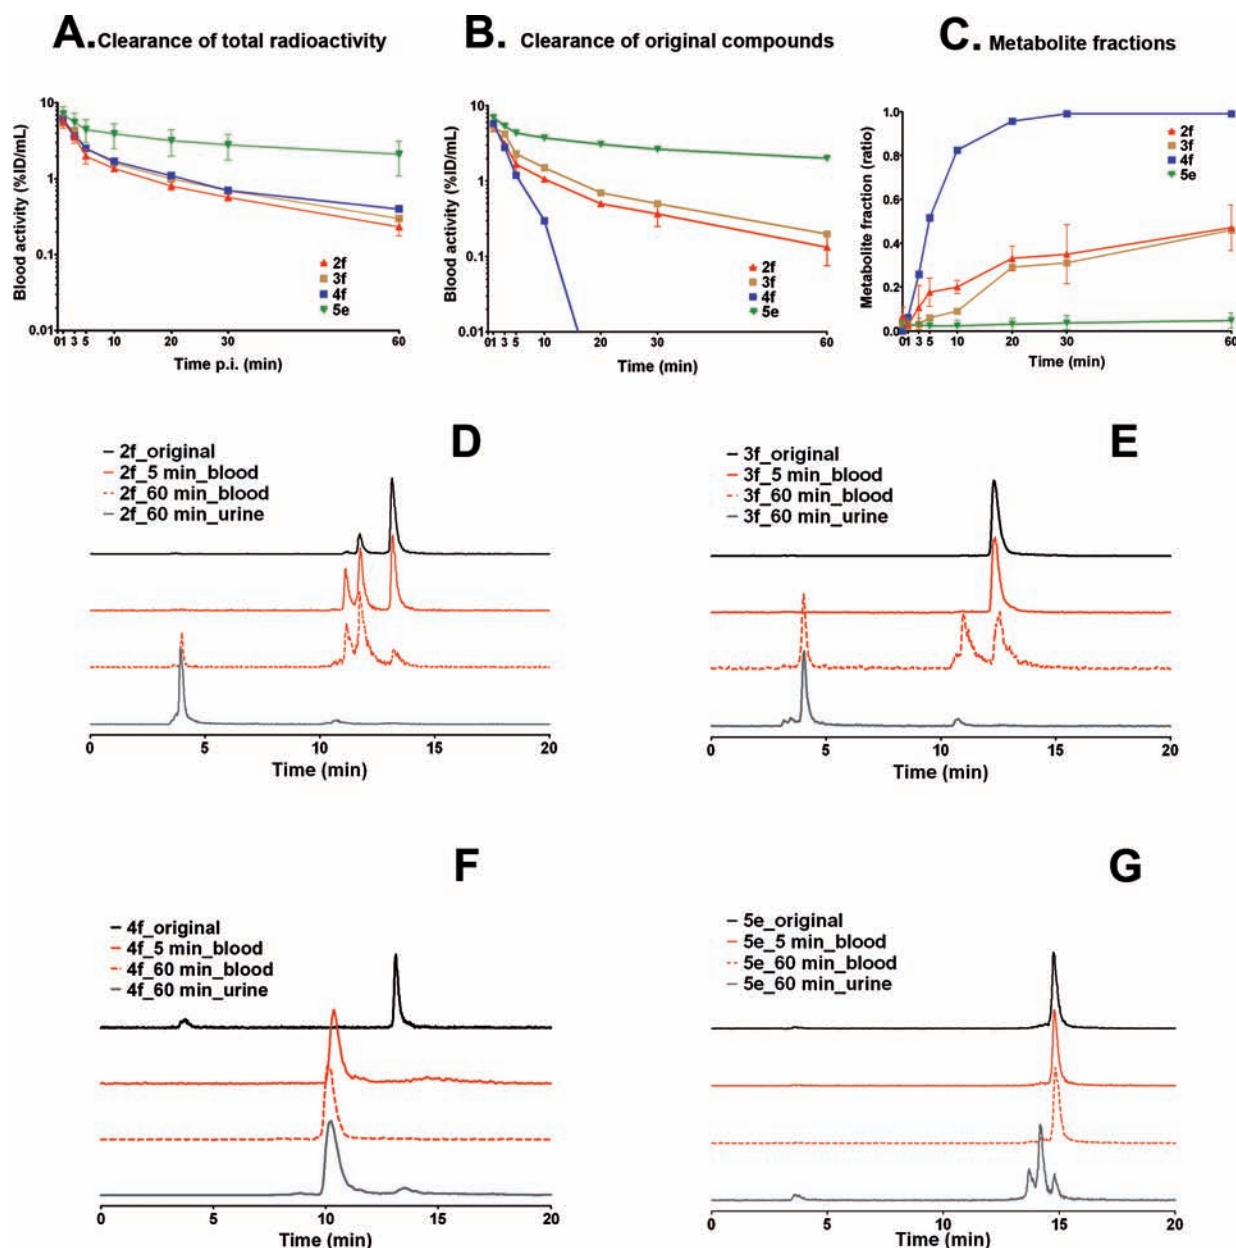 A. Clearance of total radioactivity
B. Clearance of original compounds
C. Metabolite fractions
Blood activity (%ID/mL)
10
1
0.1
0.01
2f
3f
4f
5e
01 3 5 10 20 30 60
Time p.i. (min)
Blood activity (%ID/mL)
10
1
0.1
0.01
2f
3f
4f
5e
01 3 5 10 20 30 60
Time (min)
Metabolite fraction (ratio)
1.0
0.8
0.6
0.4
0.2
0.0
2f
3f
4f
5e
01 3 5 10 20 30 60
Time (min)
D
2f_original
2f_5 min_blood
2f_60 min_blood
2f_60 min_urine
0 5 10 15 20
Time (min)
E
3f_original
3f_5 min_blood
3f_60 min_blood
3f_60 min_urine
0 5 10 15 20
Time (min)
F
4f_original
4f_5 min_blood
4f_60 min_blood
4f_60 min_urine
0 5 10 15 20
Time (min)
G
5e_original
5e_5 min_blood
5e_60 min_blood
5e_60 min_urine
0 5 10 15 20
Time (min)